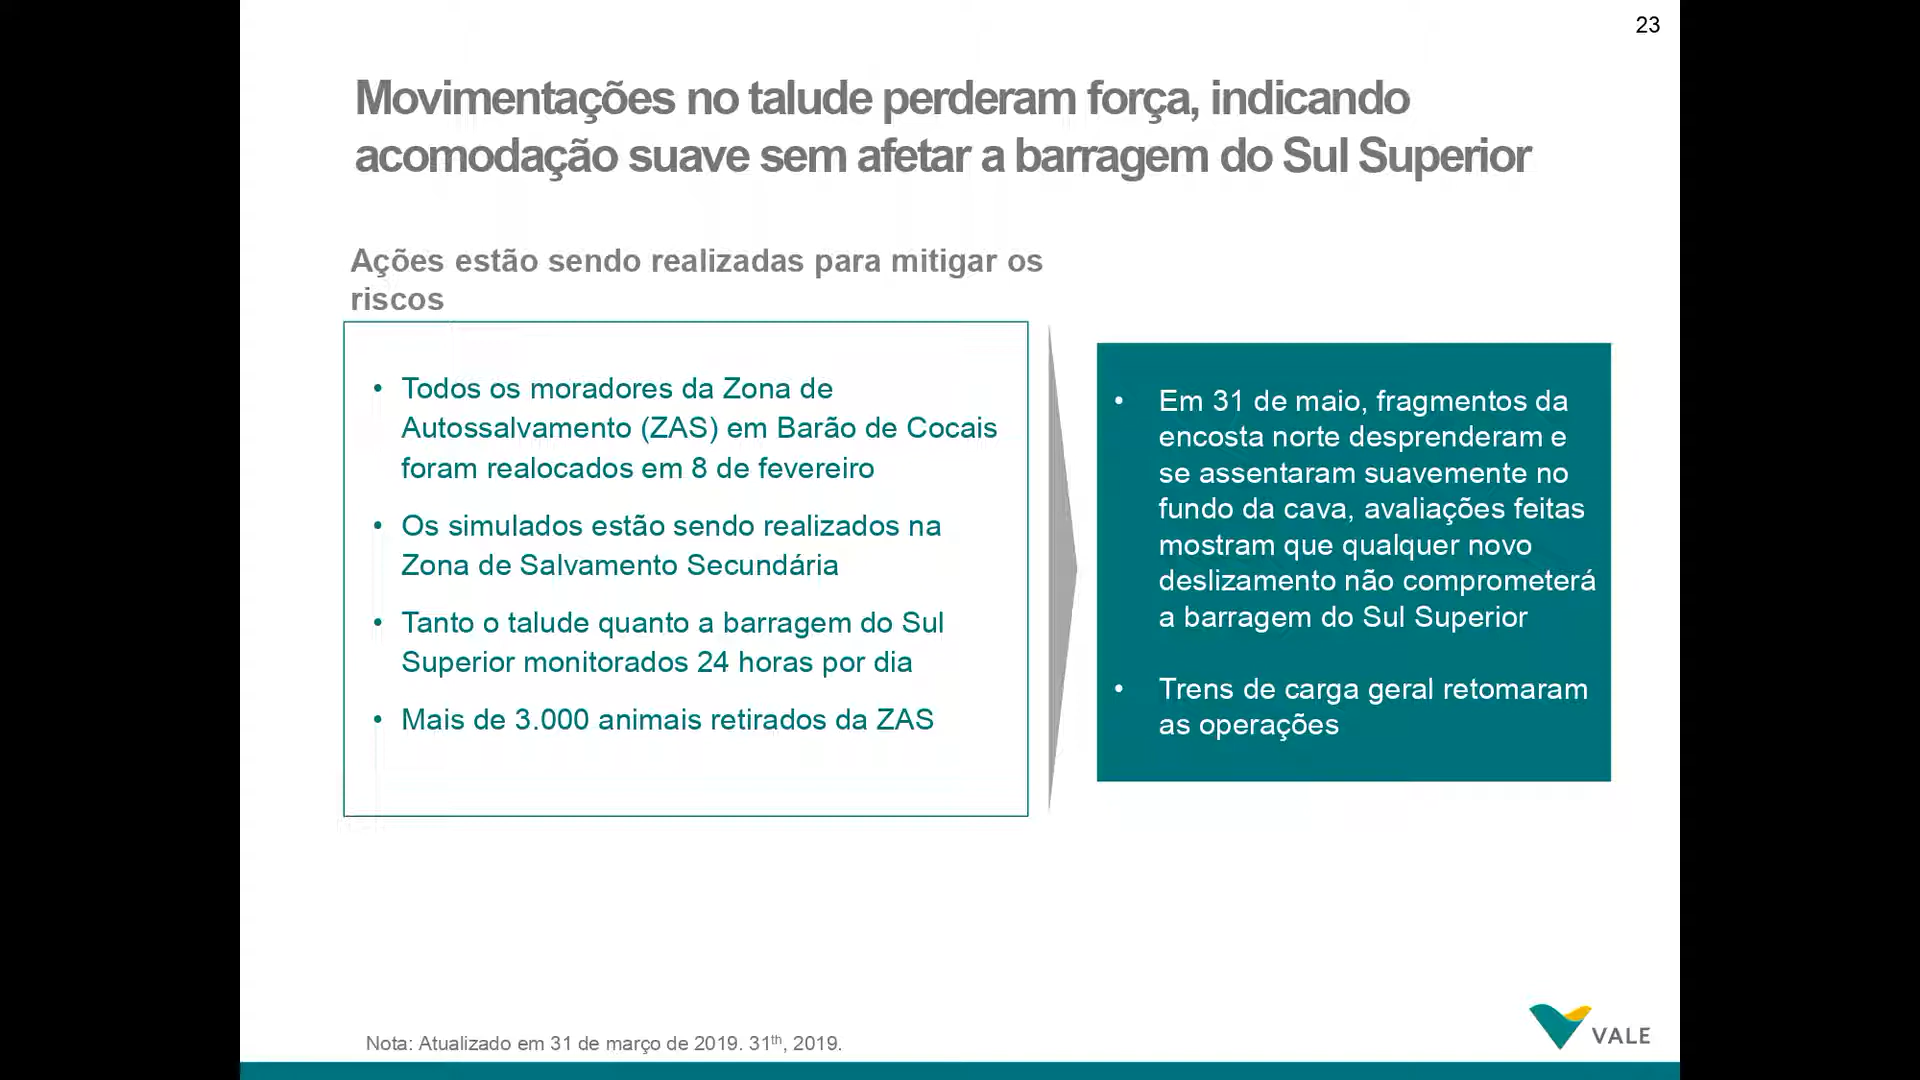 23
Movimentações no talude perderam força, indicando
acomodação suave sem afetar a barragem do Sul Superior
Ações estão sendo realizadas para mitigar os
riscos
• Todos os moradores da Zona de
Autossalvamento (ZAS) em Barão de Cocais
foram realocados em 8 de fevereiro
• Os simulados estão sendo realizados na
Zona de Salvamento Secundária
• Tanto o talude quanto a barragem do Sul
Superior monitorados 24 horas por dia
• Mais de 3.000 animais retirados da ZAS
• Em 31 de maio, fragmentos da
encosta norte desprenderam e
se assentaram suavemente no
fundo da cava, avaliações feitas
mostram que qualquer novo
deslizamento não comprometerá
a barragem do Sul Superior
• Trens de carga geral retomaram
as operações
Nota: Atualizado em 31 de março de 2019. 31th, 2019.
VALE